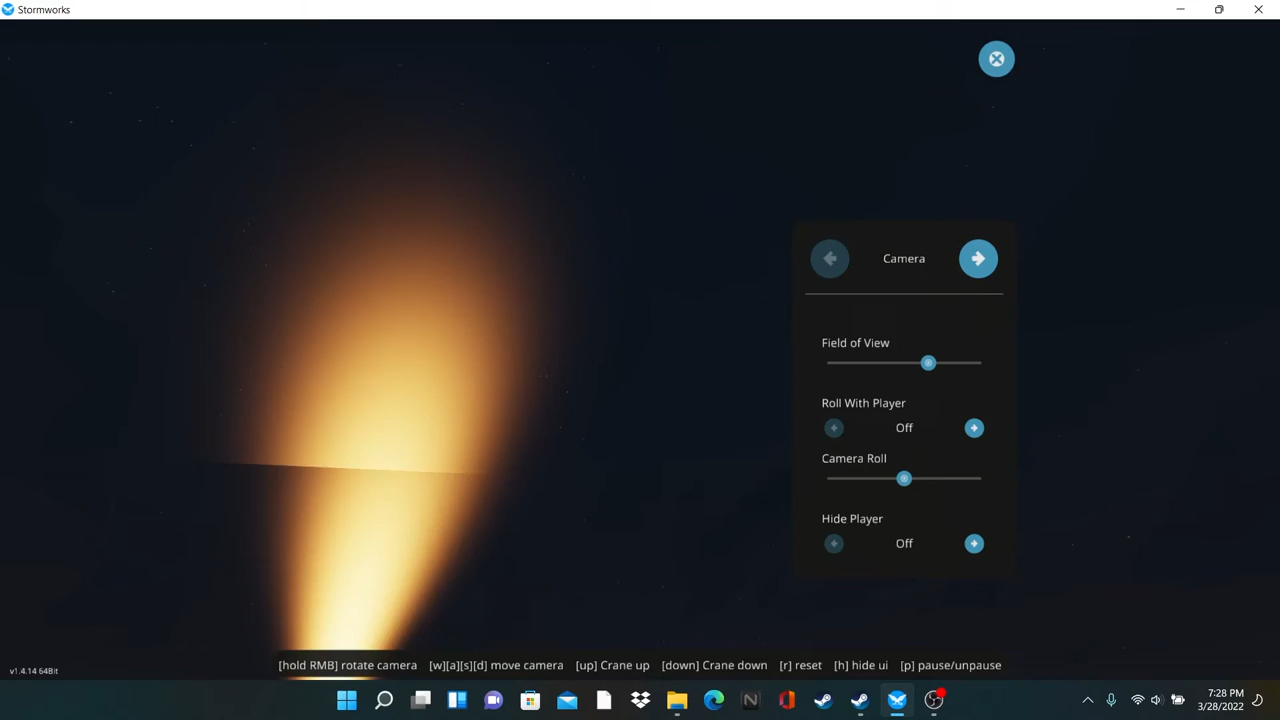 Stormworks
Camera
Field of View
Roll With Player
Off
Camera Roll
Hide Player
Off
[hold RMB] rotate camera [w][a][s][d] move camera [up] Crane up [down] Crane down [r] reset [h] hide ui [p] pause/unpause
v1.4.14 64Bit
7:28 PM
3/28/2022